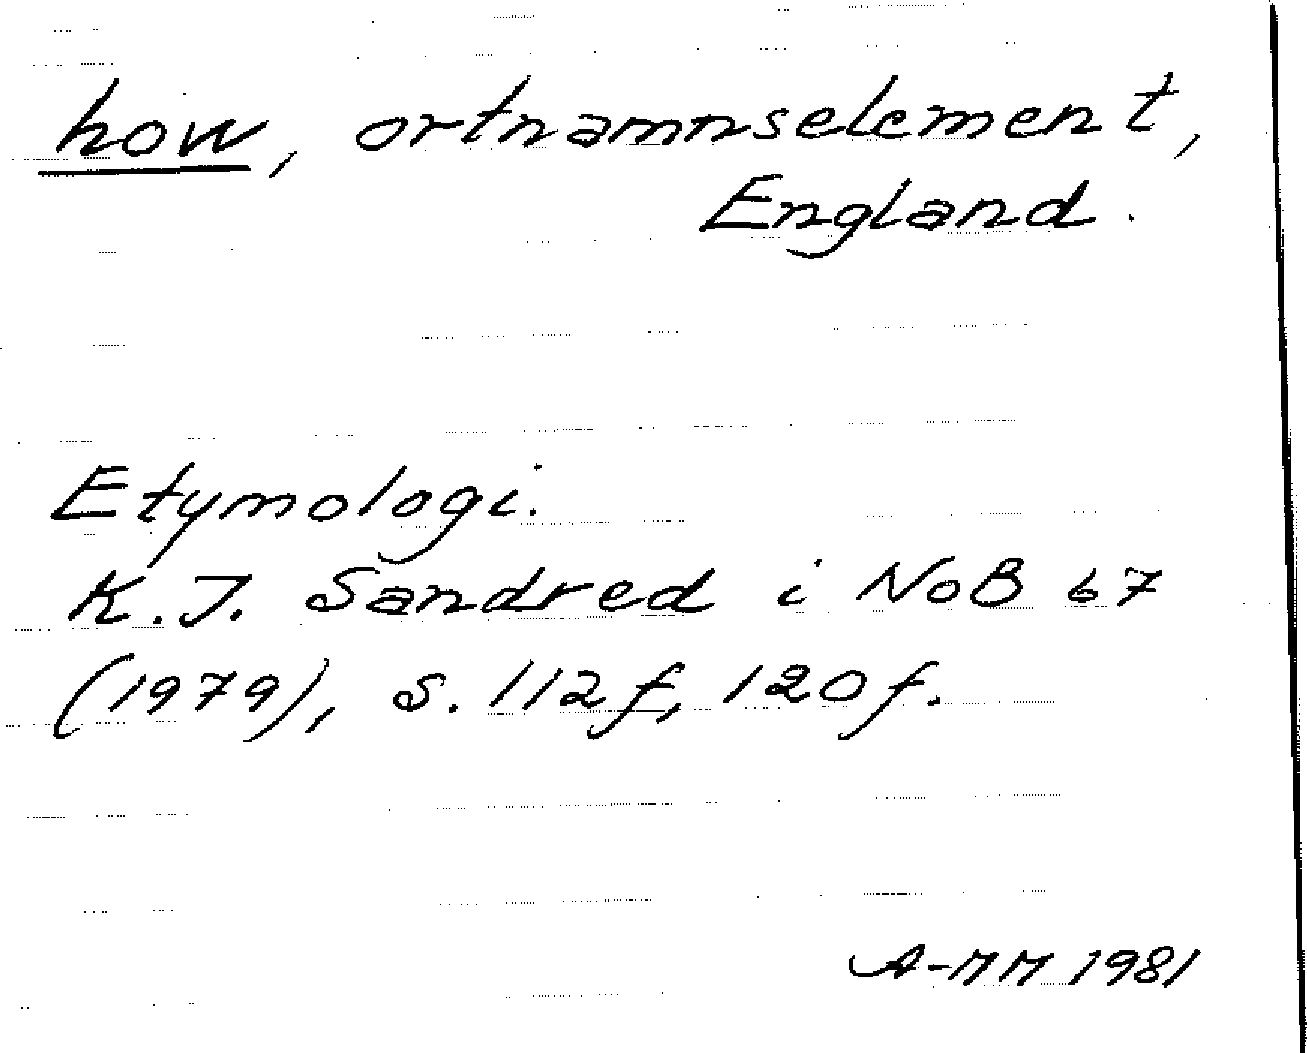 how, ortnamnselement,
England.
Etymologi.
K.J. Sandred i NoB 67
(1979), s. 112f, 120f.
A-MM 1981